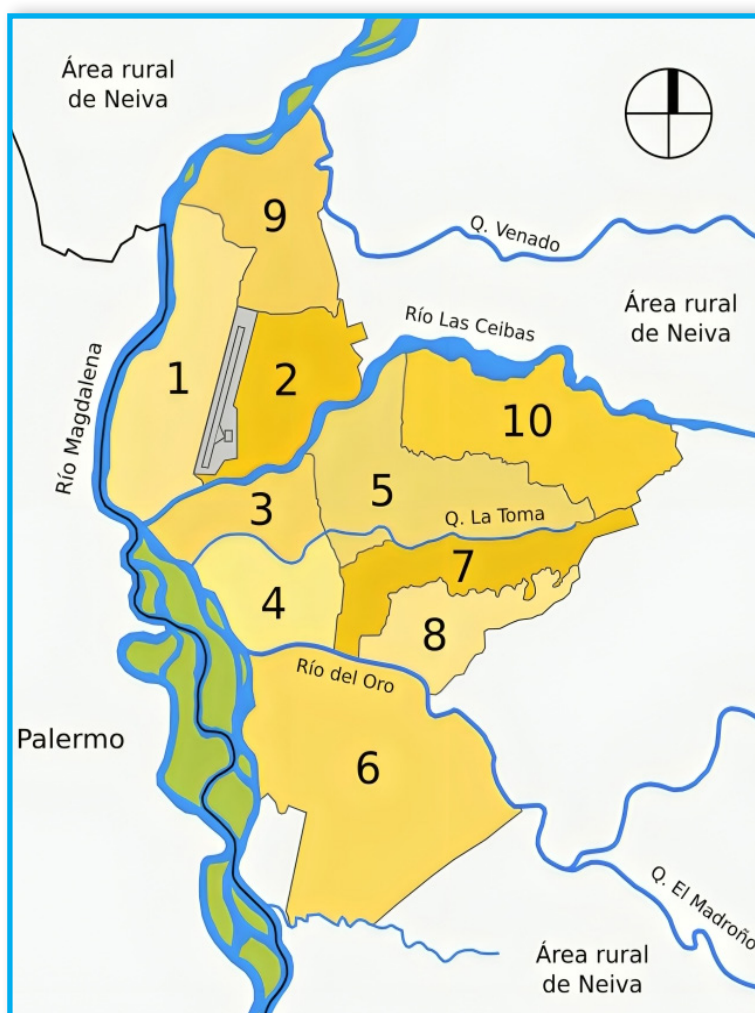 Área rural
de Neiva
9
Q. Venado
Área rural
de Neiva
Río Las Ceibas
Río Magdalena
1
2
10
5
3
Q. La Toma
7
4
8
Río del Oro
Palermo
6
Q. El Madroño
Área rural
de Neiva